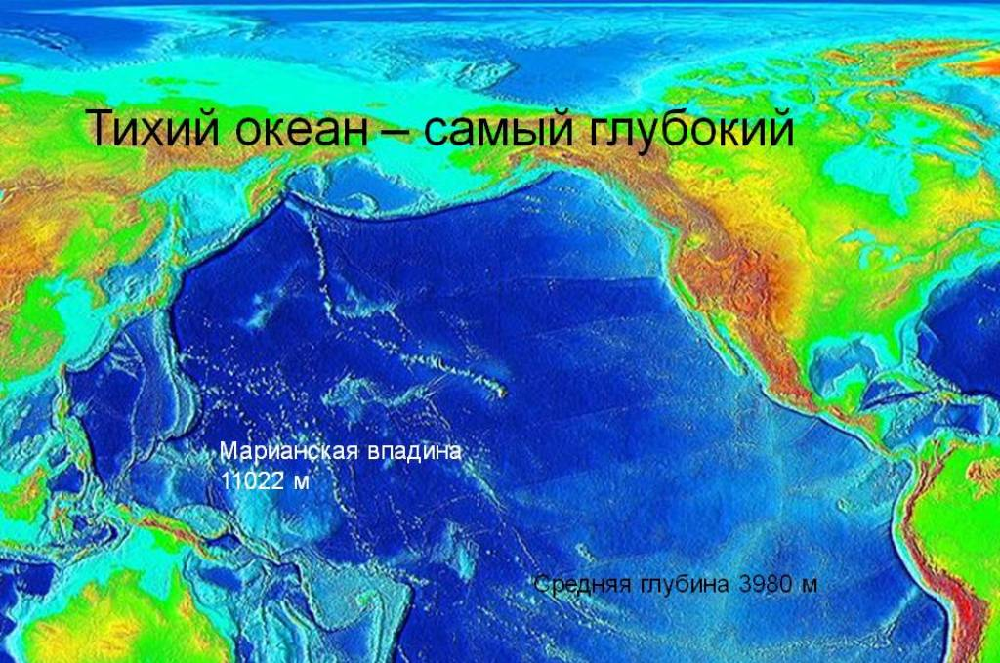 Тихий океан – самый глубокий
Марианская впадина
11022 м
Средняя глубина 3980 м